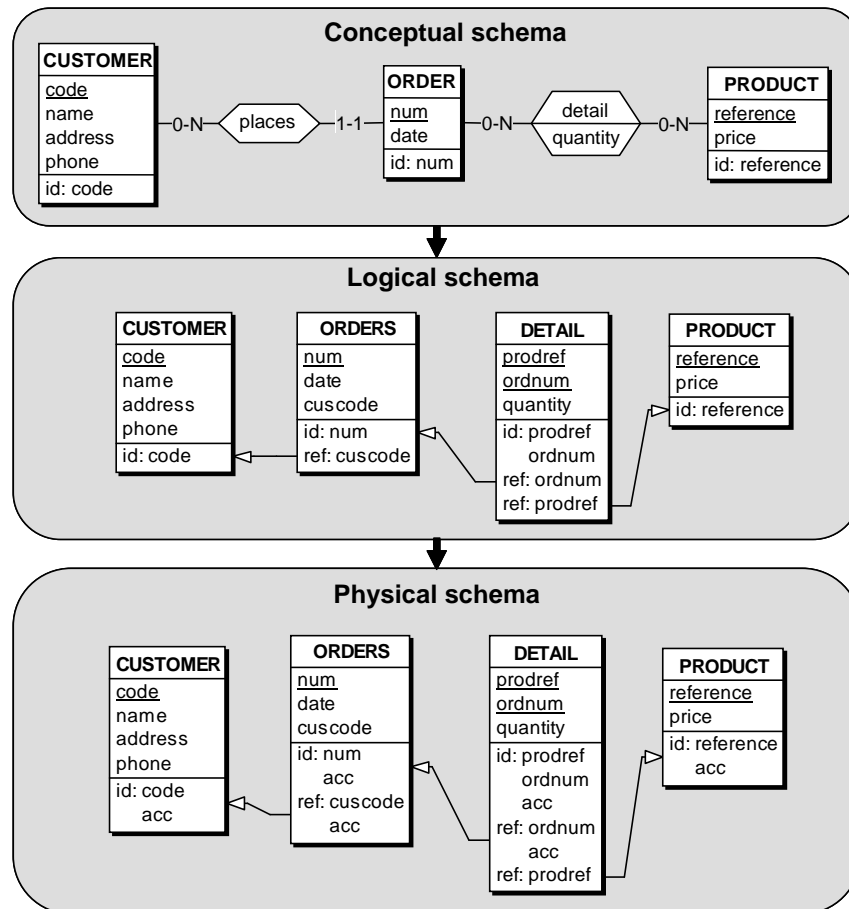 Conceptual schema
CUSTOMER
code
name
address
phone
id: code
0-N
places
1-1
ORDER
num
date
id: num
0-N
detail
quantity
0-N
PRODUCT
reference
price
id: reference
Logical schema
CUSTOMER
code
name
address
phone
id: code
ORDERS
num
date
cuscode
id: num
ref: cuscode
DETAIL
prodref
ordnum
quantity
id: prodref
ordnum
ref: ordnum
ref: prodref
PRODUCT
reference
price
id: reference
Physical schema
CUSTOMER
code
name
address
phone
id: code
acc
ORDERS
num
date
cuscode
id: num
acc
ref: cuscode
acc
DETAIL
prodref
ordnum
quantity
id: prodref
ordnum
acc
ref: ordnum
acc
ref: prodref
PRODUCT
reference
price
id: reference
acc